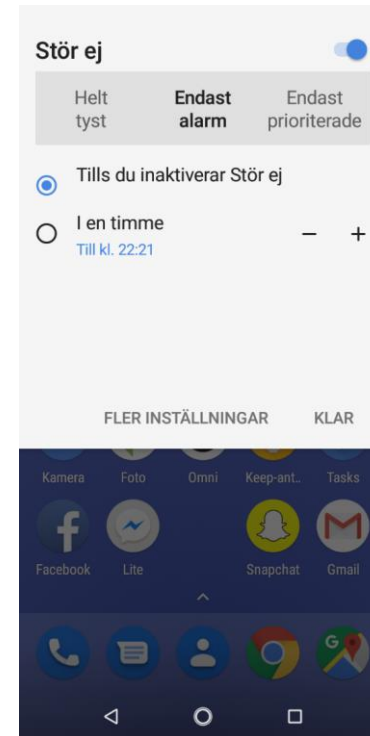 Stör ej
Helt
tyst
Endast
alarm
Endast
prioriterade
Tills du inaktiverar Stör ej
I en timme
Till kl. 22:21
FLER INSTÄLLNINGAR KLAR
Kamera Foto Omni Keep-ant.. Tasks
Facebook Lite Snapchat Gmail